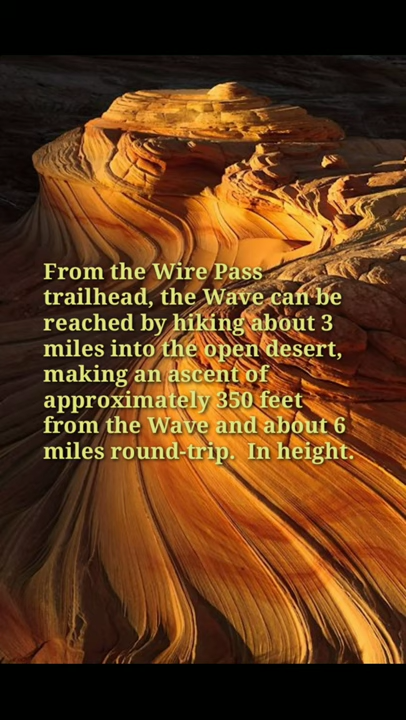 From the Wire Pass
trailhead, the Wave can be
reached by hiking about 3
miles into the open desert,
making an ascent of
approximately 350 feet
from the Wave and about 6
miles round-trip.  In height.